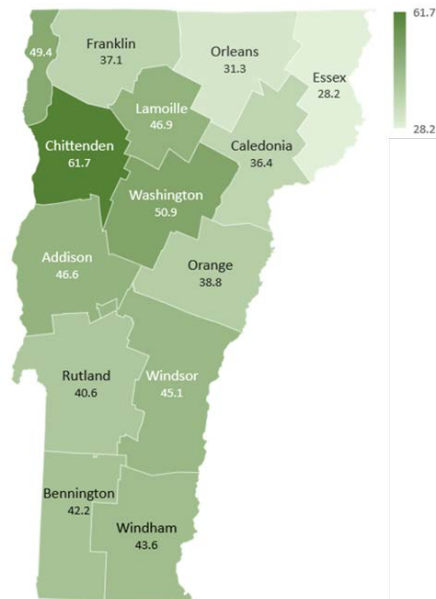 61.7
28.2
49.4
Franklin
37.1
Orleans
31.3
Essex
28.2
Lamoille
46.9
Chittenden
61.7
Caledonia
36.4
Washington
50.9
Addison
46.6
Orange
38.8
Rutland
40.6
Windsor
45.1
Bennington
42.2
Windham
43.6